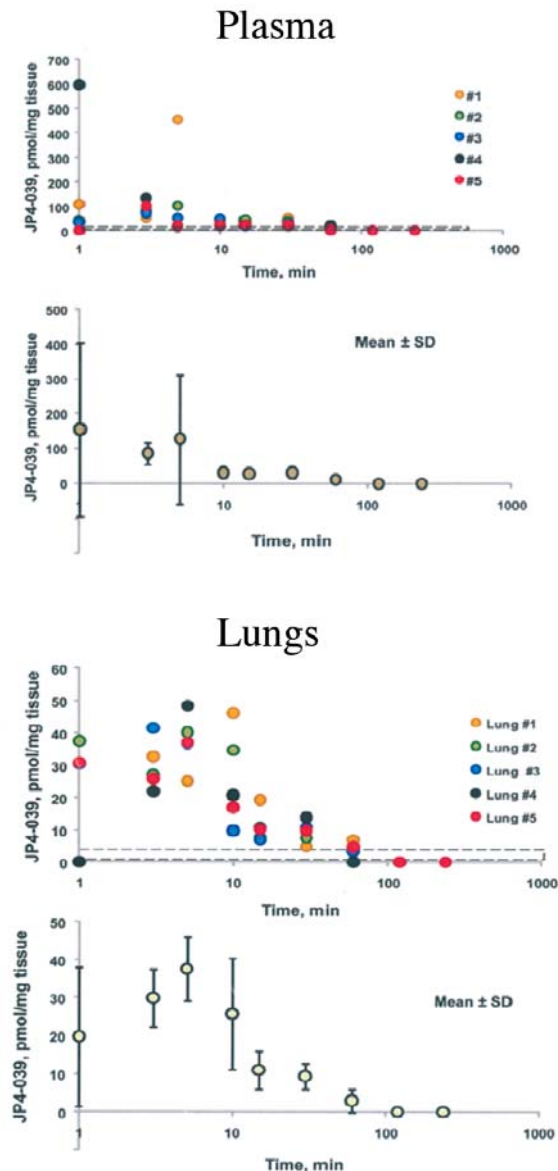 Plasma
JP4-039, pmol/mg tissue
700
600
500
400
300
200
100
0
1
10
100
1000
Time, min
#1
#2
#3
#4
#5
JP4-039, pmol/mg tissue
500
400
300
200
100
0
10
100
1000
Time, min
Mean ± SD
Lungs
JP4-039, pmol/mg tissue
60
50
40
30
20
10
0
1
10
100
1000
Time, min
Lung #1
Lung #2
Lung #3
Lung #4
Lung #5
JP4-039, pmol/mg tissue
50
40
30
20
10
0
1
10
100
1000
Time, min
Mean ± SD